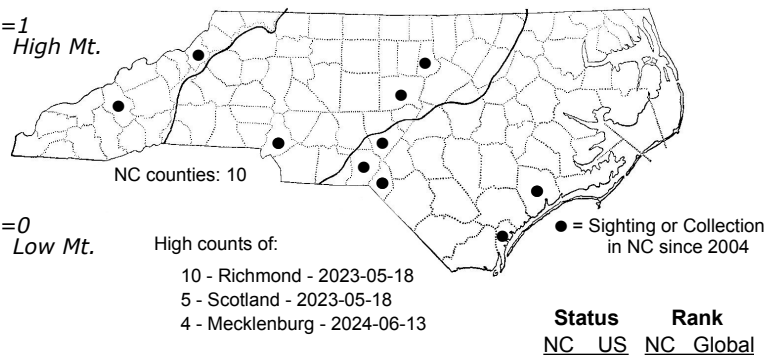 =1
High Mt.
NC counties: 10
=0
Low Mt.
● = Sighting or Collection
in NC since 2004
High counts of:
10 - Richmond - 2023-05-18
5 - Scotland - 2023-05-18
4 - Mecklenburg - 2024-06-13
Status Rank
NC US NC Global